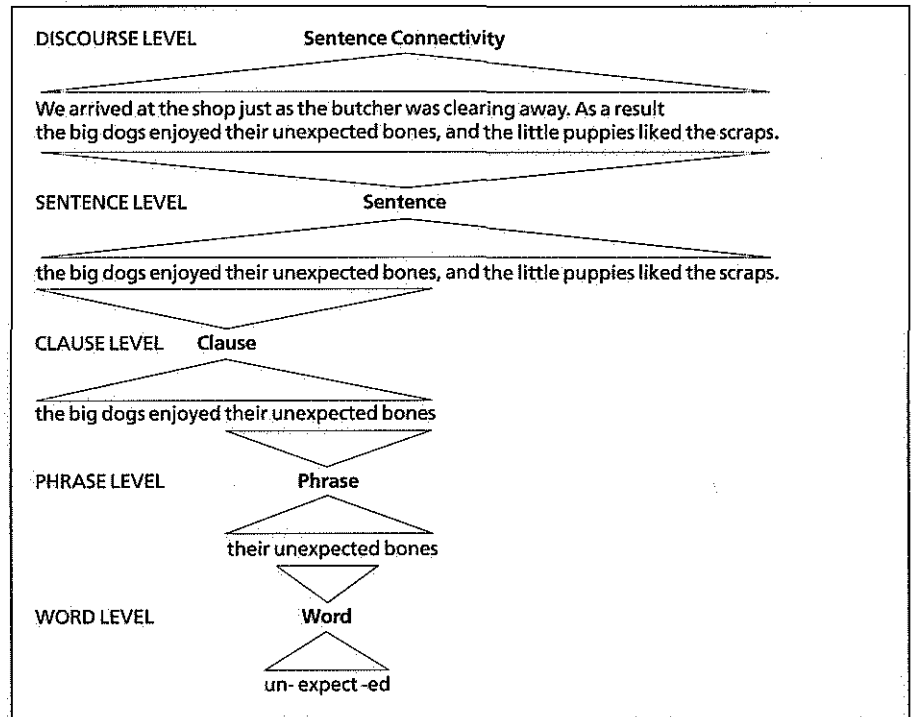 DISCOURSE LEVEL Sentence Connectivity
We arrived at the shop just as the butcher was clearing away. As a result
the big dogs enjoyed their unexpected bones, and the little puppies liked the scraps.
SENTENCE LEVEL Sentence
the big dogs enjoyed their unexpected bones, and the little puppies liked the scraps.
CLAUSE LEVEL Clause
the big dogs enjoyed their unexpected bones
PHRASE LEVEL Phrase
their unexpected bones
WORD LEVEL Word
un- expect -ed